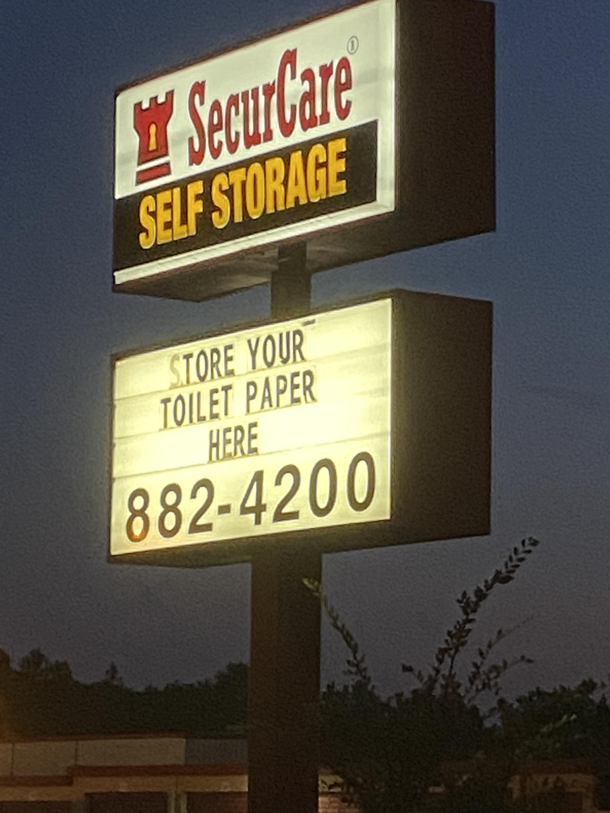 SecurCare®
SELF STORAGE
STORE YOUR
TOILET PAPER
HERE
882-4200